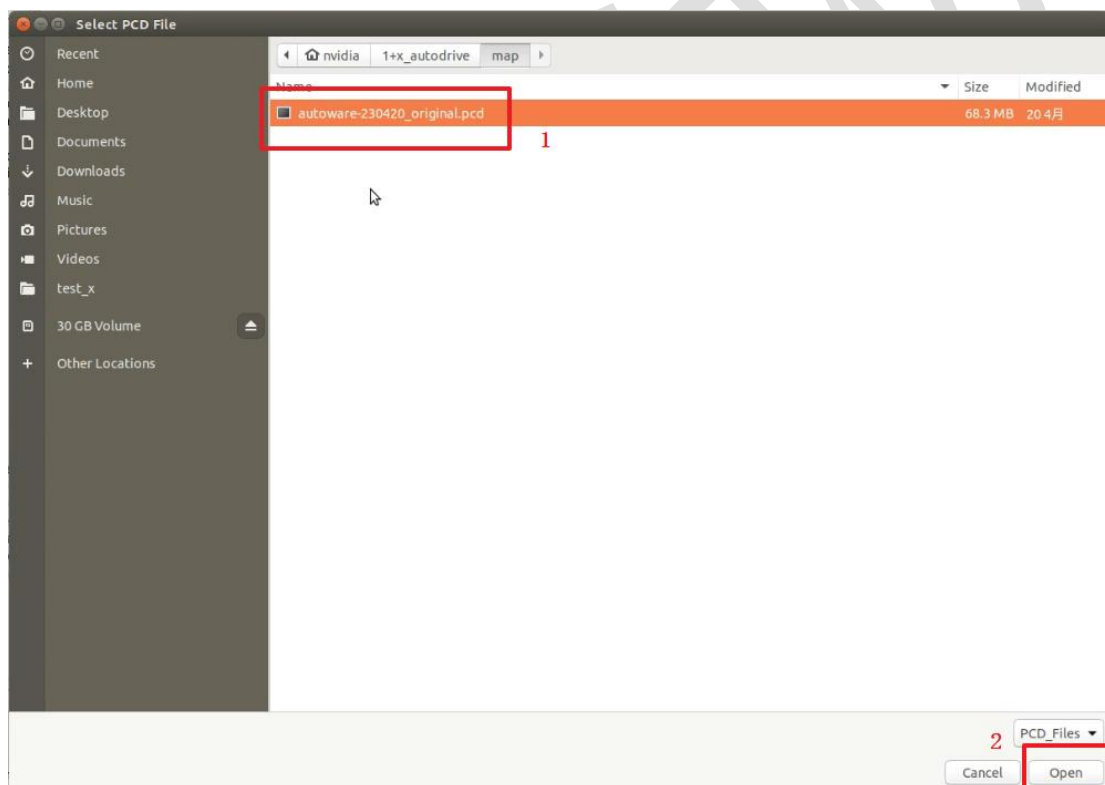 Select PCD File
Recent
nvidia 1+x_autodrive map
Home
Name Size Modified
Desktop
autoware-230420_original.pcd 68.3 MB 20 4月
1
Documents
Downloads
Music
Pictures
Videos
test_x
30 GB Volume
+ Other Locations
2 PCD_Files
Cancel Open